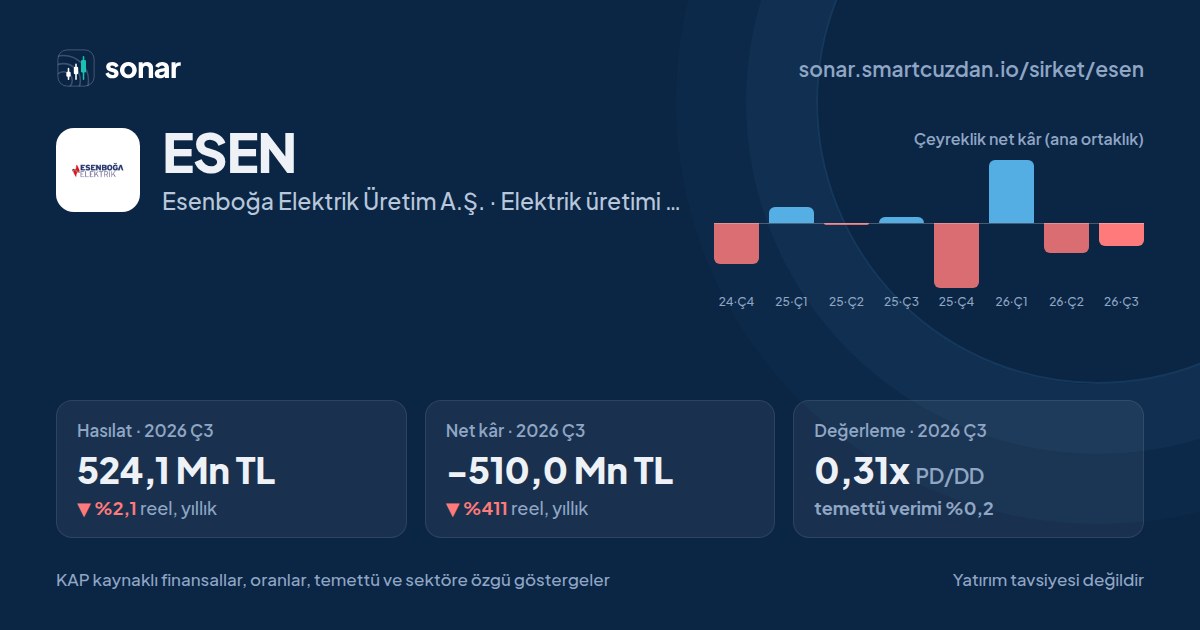 sonar
sonar.smartcuzdan.io/sirket/esen
ESENBOĞA
ELEKTRİK
ESEN
Esenboğa Elektrik Üretim A.Ş. · Elektrik üretimi ...
Çeyreklik net kâr (ana ortaklık)
24·Ç4 25·Ç1 25·Ç2 25·Ç3 25·Ç4 26·Ç1 26·Ç2 26·Ç3
Hasılat · 2026 Ç3
524,1 Mn TL
▼ %2,1 reel, yıllık
Net kâr · 2026 Ç3
−510,0 Mn TL
▼ %411 reel, yıllık
Değerleme · 2026 Ç3
0,31x PD/DD
temettü verimi %0,2
KAP kaynaklı finansallar, oranlar, temettü ve sektöre özgü göstergeler
Yatırım tavsiyesi değildir